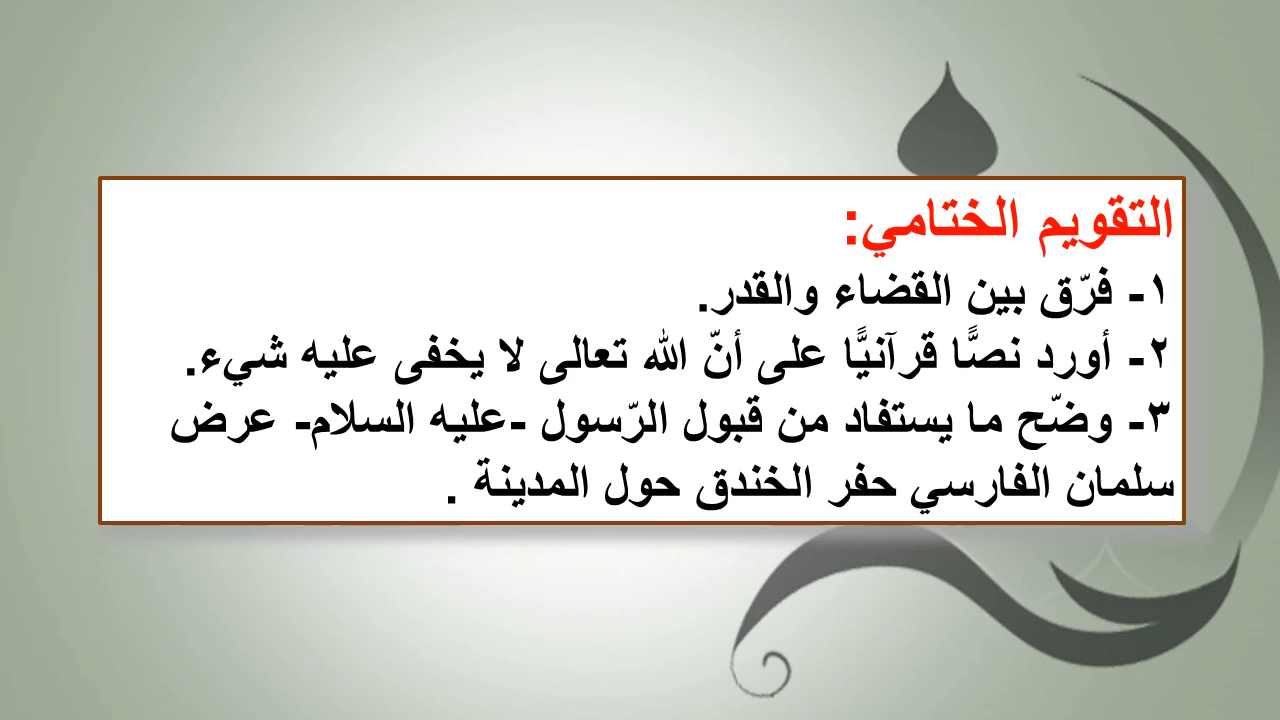 التقويم الختامي:
١- فرّق بين القضاء والقدر.
٢- أورد نصًّا قرآنيًّا على أنّ الله تعالى لا يخفى عليه شيء.
٣- وضّح ما يستفاد من قبول الرّسول -عليه السلام- عرض
سلمان الفارسي حفر الخندق حول المدينة .